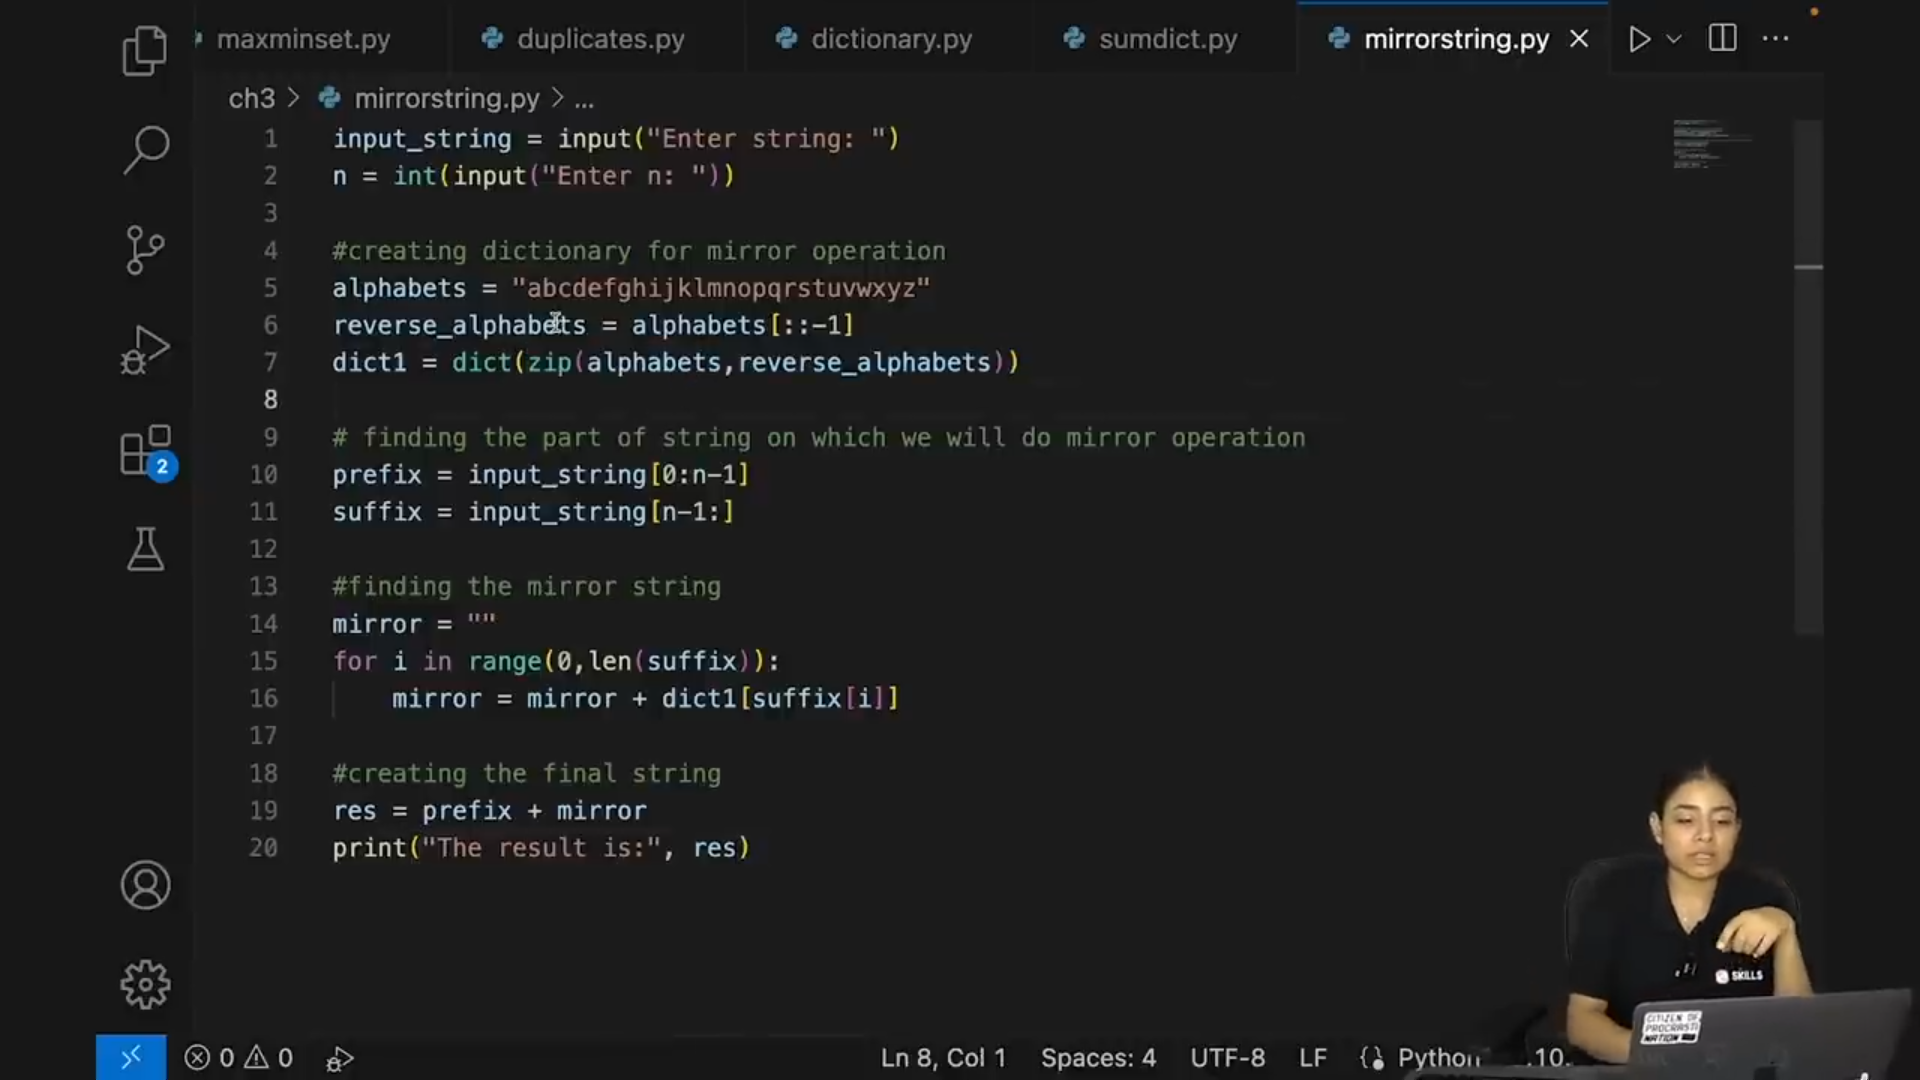 maxminset.py duplicates.py dictionary.py sumdict.py mirrorstring.py
ch3 > mirrorstring.py > ...
1 input_string = input("Enter string: ")
2 n = int(input("Enter n: "))
3
4 #creating dictionary for mirror operation
5 alphabets = "abcdefghijklmnopqrstuvwxyz"
6 reverse_alphabets = alphabets[::-1]
7 dict1 = dict(zip(alphabets,reverse_alphabets))
8
9 # finding the part of string on which we will do mirror operation
10 prefix = input_string[0:n-1]
11 suffix = input_string[n-1:]
12
13 #finding the mirror string
14 mirror = ""
15 for i in range(0,len(suffix)):
16 mirror = mirror + dict1[suffix[i]]
17
18 #creating the final string
19 res = prefix + mirror
20 print("The result is:", res)
2
SKILLS
CITIZEN OF
PROCRASTI
NATION
0 0 Ln 8, Col 1 Spaces: 4 UTF-8 LF Python .10.